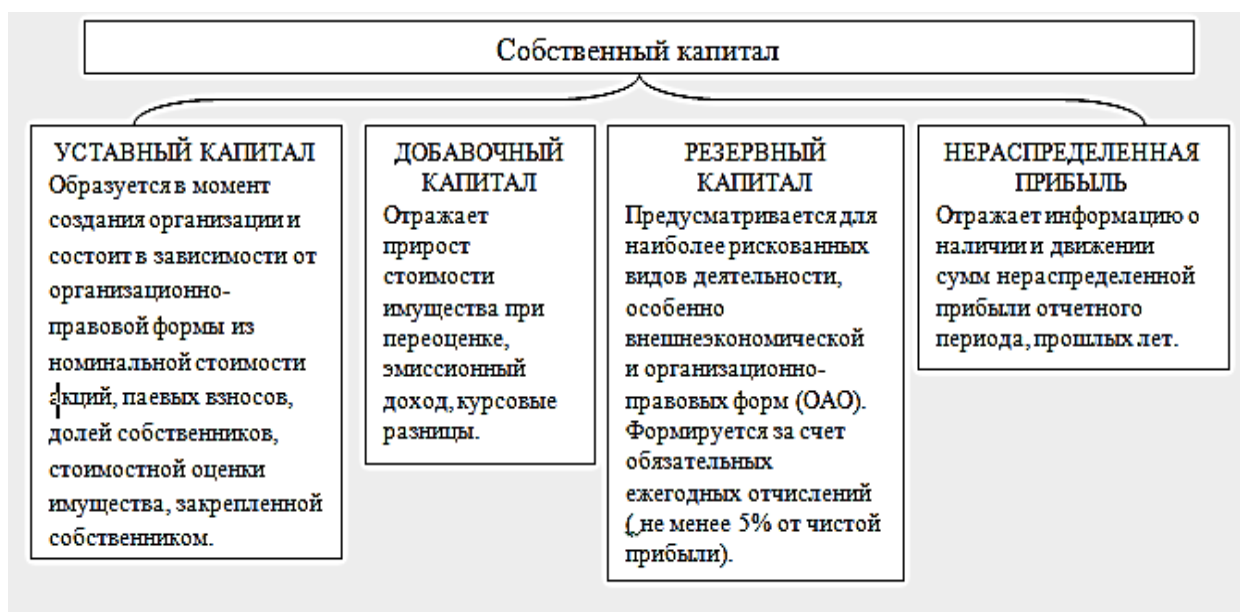 Собственный капитал
УСТАВНЫЙ КАПИТАЛ
Образуется в момент
создания организации и
состоит в зависимости от
организационно-
правовой формы из
номинальной стоимости
акций, паевых взносов,
долей собственников,
стоимостной оценки
имущества, закрепленной
собственником.
ДОБАВОЧНЫЙ
КАПИТАЛ
Отражает
прирост
стоимости
имущества при
переоценке,
эмиссионный
доход, курсовые
разницы.
РЕЗЕРВНЫЙ
КАПИТАЛ
Предусматривается для
наиболее рискованных
видов деятельности,
особенно
внешнеэкономической
и организационно-
правовых форм (ОАО).
Формируется за счет
обязательных
ежегодных отчислений
( не менее 5% от чистой
прибыли).
НЕРАСПРЕДЕЛЕННАЯ
ПРИБЫЛЬ
Отражает информацию о
наличии и движении
сумм нераспределенной
прибыли отчетного
периода, прошлых лет.